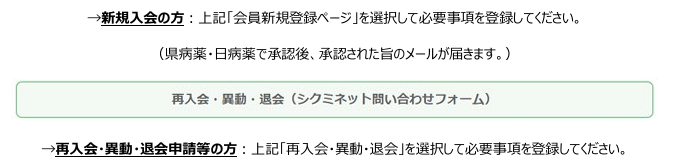 →新規入会の方：上記「会員新規登録ページ」を選択して必要事項を登録してください。
（県病薬・日病薬で承認後、承認された旨のメールが届きます。）
再入会・異動・退会（シクミネット問い合わせフォーム）
→再入会・異動・退会申請等の方：上記「再入会・異動・退会」を選択して必要事項を登録してください。